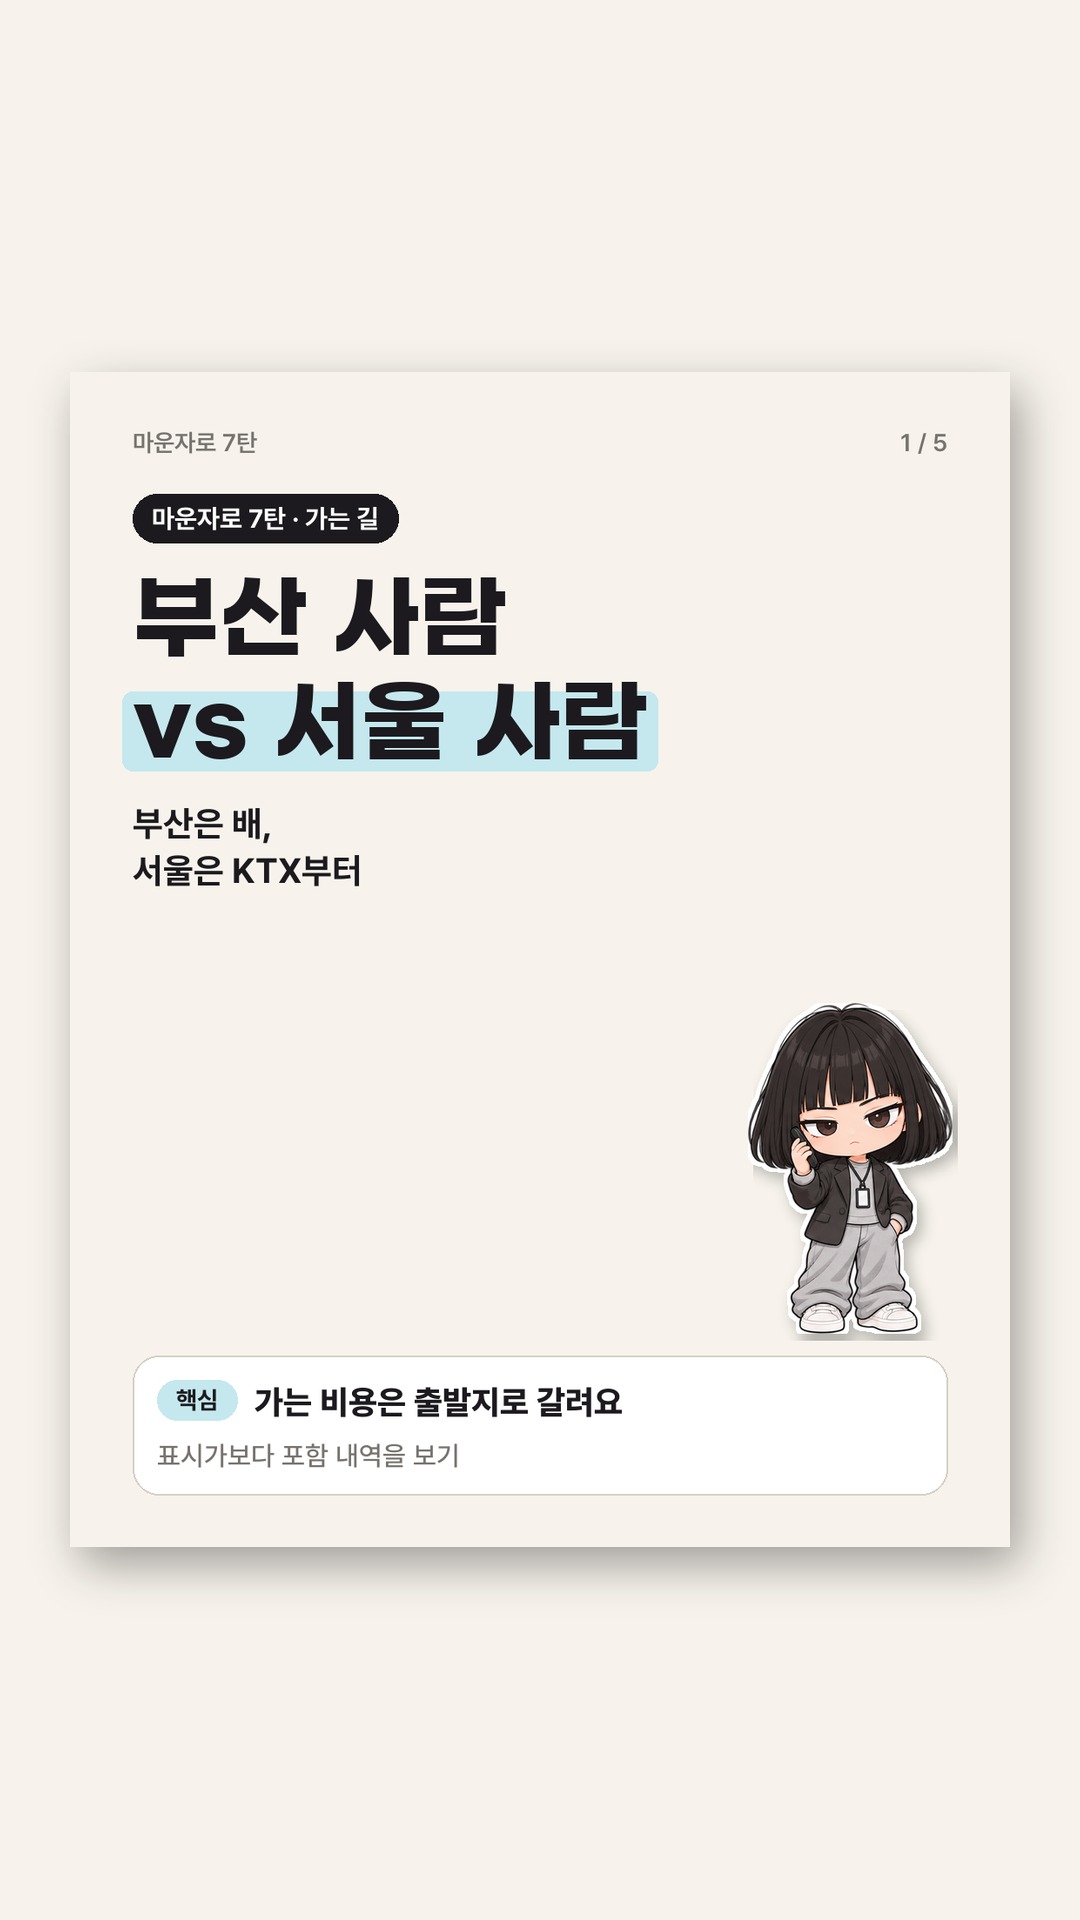 마운자로 7탄
1 / 5
마운자로 7탄 · 가는 길
부산 사람
vs 서울 사람
부산은 배,
서울은 KTX부터
핵심 가는 비용은 출발지로 갈려요
표시가보다 포함 내역을 보기